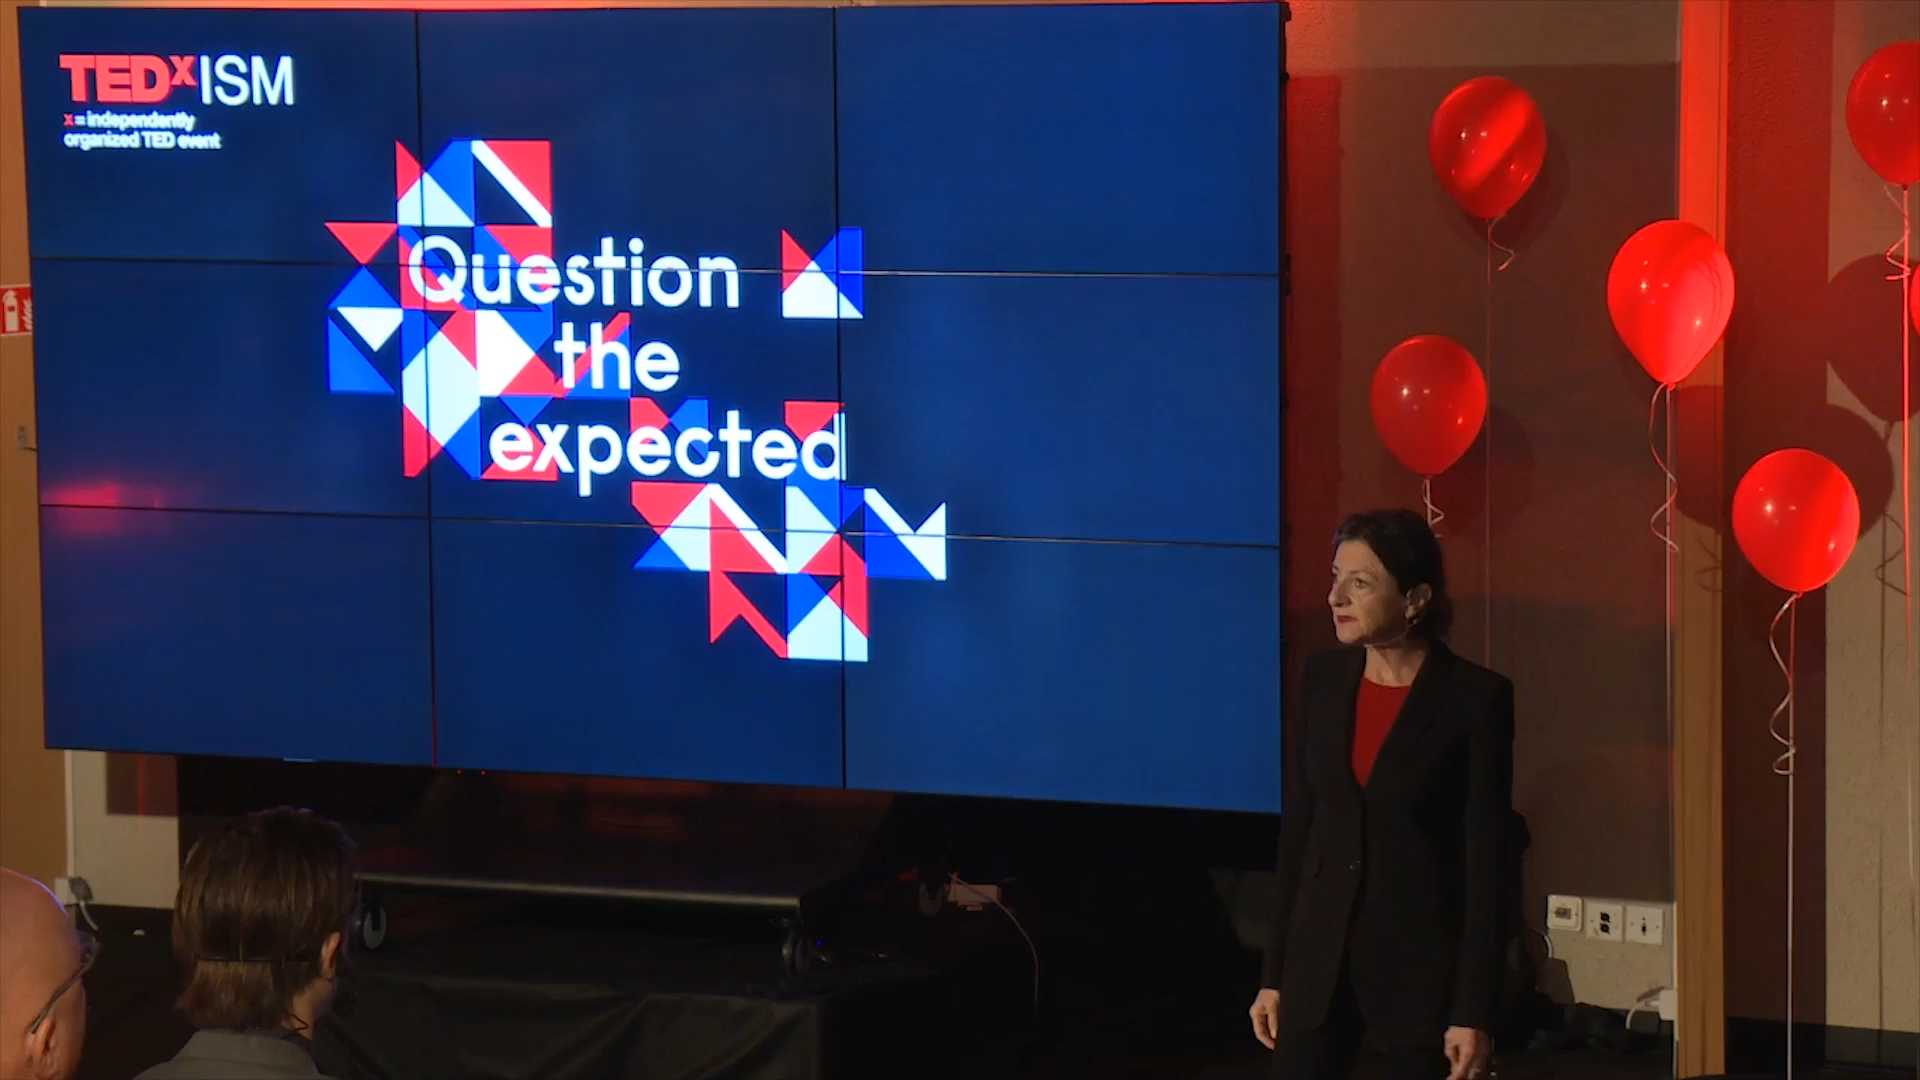 TEDxISM
x = independently
organized TED event
Question
the
expected